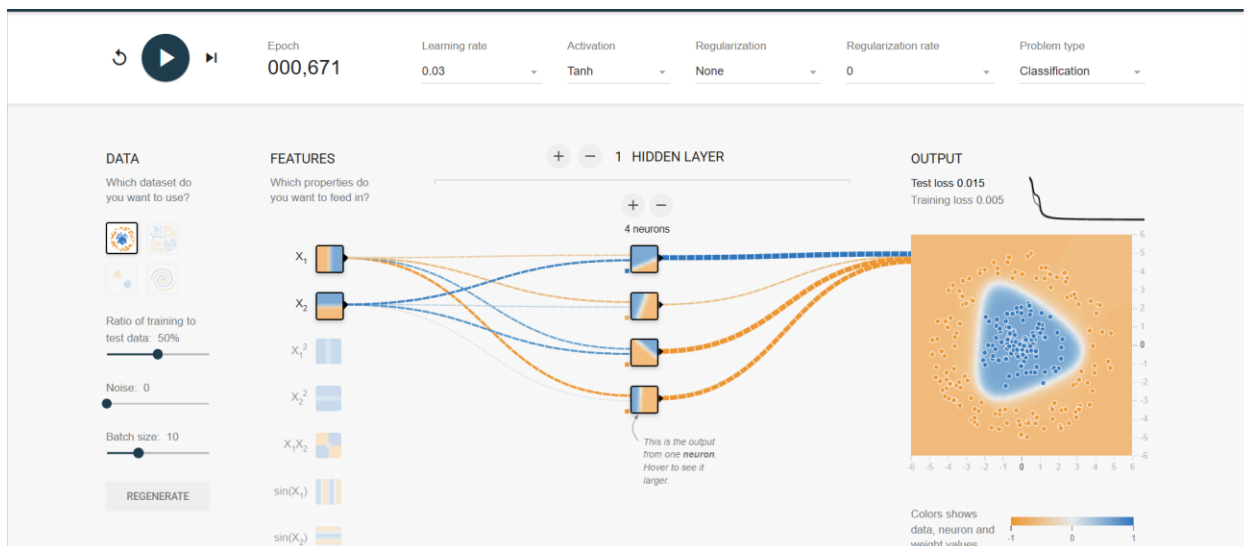 Epoch
000,671
Learning rate
0.03
Activation
Tanh
Regularization
None
Regularization rate
0
Problem type
Classification
DATA
Which dataset do
you want to use?
Ratio of training to
test data: 50%
Noise: 0
Batch size: 10
REGENERATE
FEATURES
Which properties do
you want to feed in?
X₁
X₂
X₁²
X₂²
X₁X₂
sin(X₁)
sin(X₂)
+ − 1 HIDDEN LAYER
+ −
4 neurons
This is the output
from one neuron.
Hover to see it
larger.
OUTPUT
Test loss 0.015
Training loss 0.005
6
5
4
3
2
1
0
-1
-2
-3
-4
-5
-6
-6 -5 -4 -3 -2 -1 0 1 2 3 4 5 6
Colors shows
data, neuron and
weight values
-1 0 1